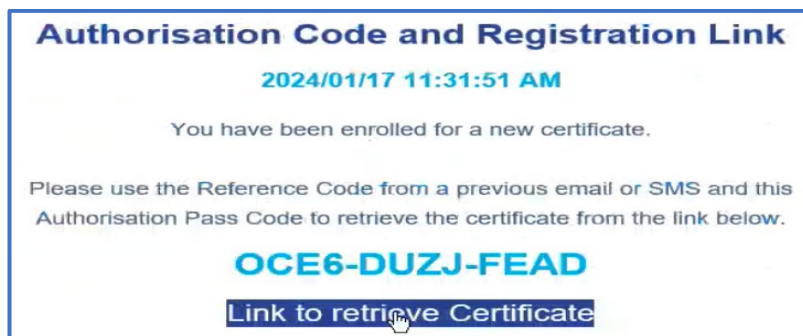 Authorisation Code and Registration Link
2024/01/17 11:31:51 AM
You have been enrolled for a new certificate.
Please use the Reference Code from a previous email or SMS and this
Authorisation Pass Code to retrieve the certificate from the link below.
OCE6-DUZJ-FEAD
Link to retrieve Certificate